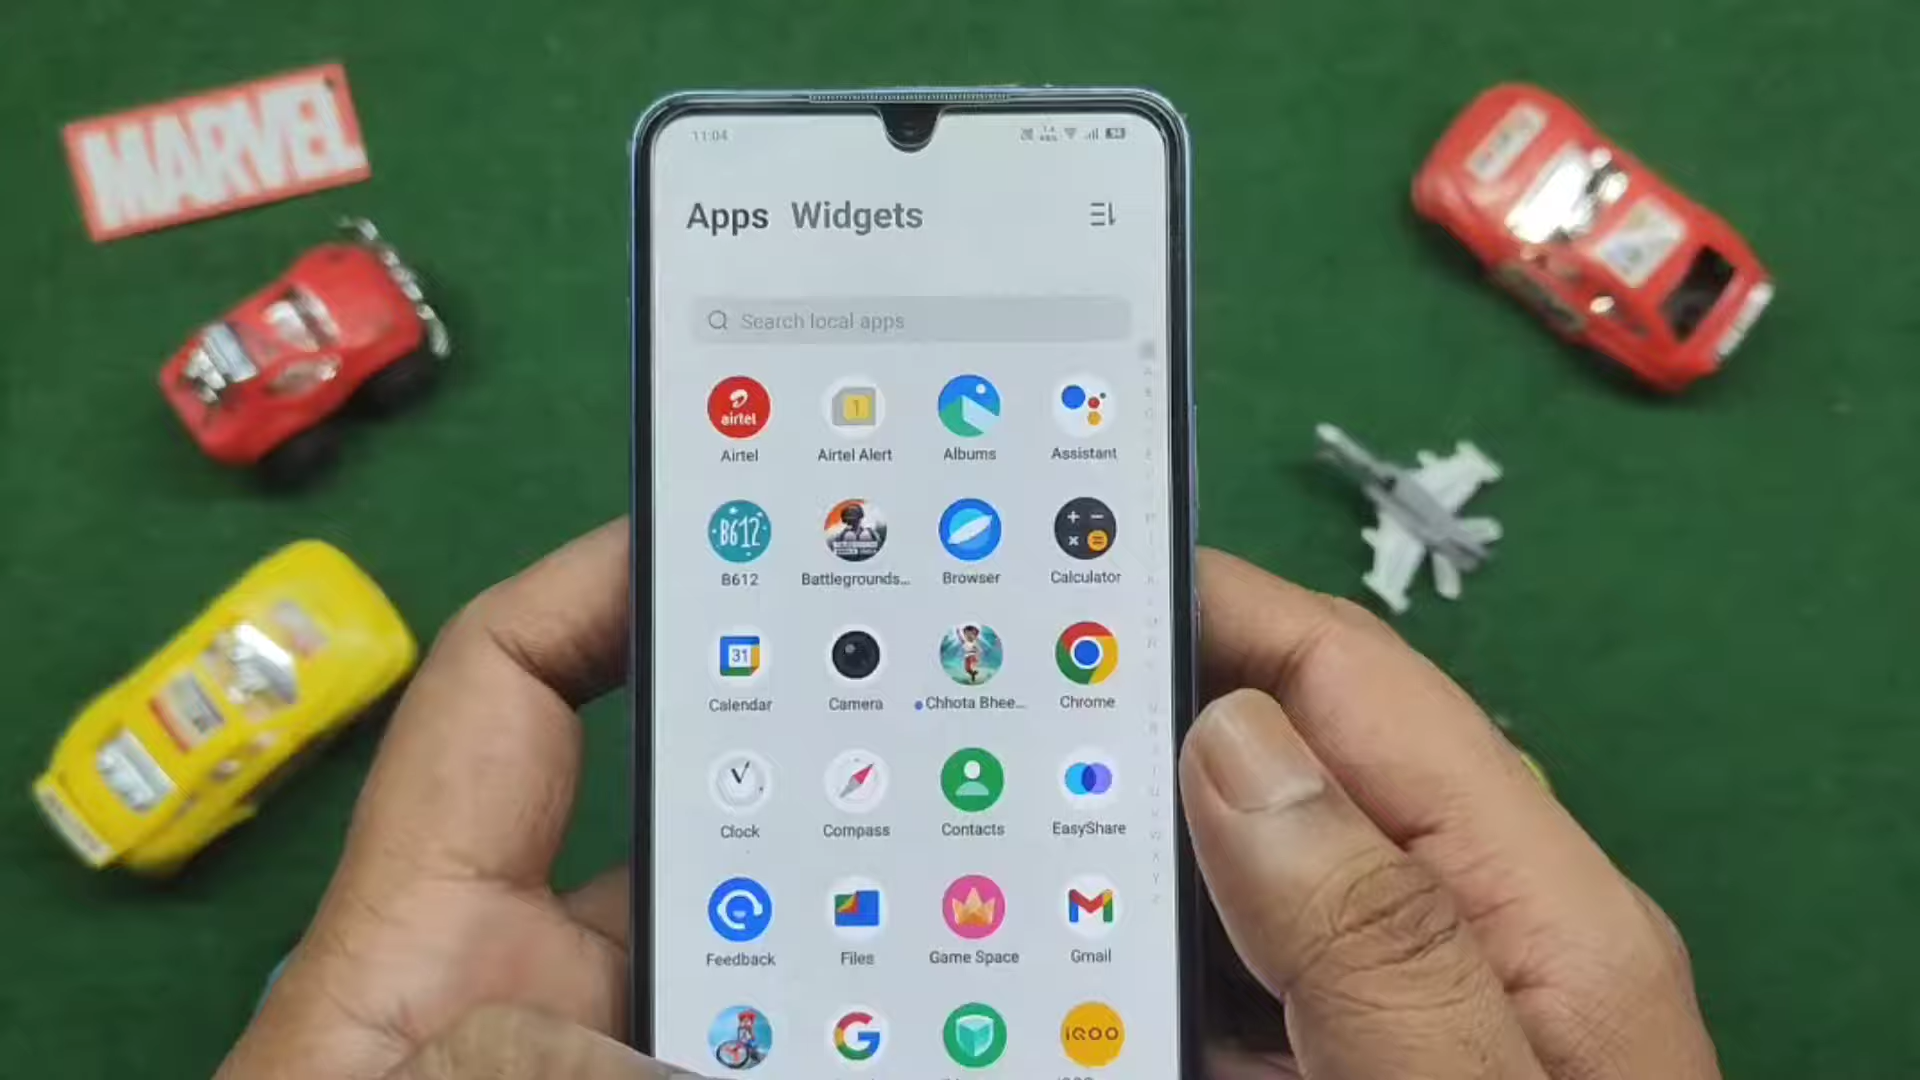 MARVEL
11:04
Apps Widgets
Search local apps
airtel
1
Airtel
Airtel Alert
Albums
Assistant
B612
B612
Battlegrounds...
Browser
Calculator
31
Calendar
Camera
Chhota Bhee...
Chrome
Clock
Compass
Contacts
EasyShare
Feedback
Files
Game Space
Gmail
iQOO